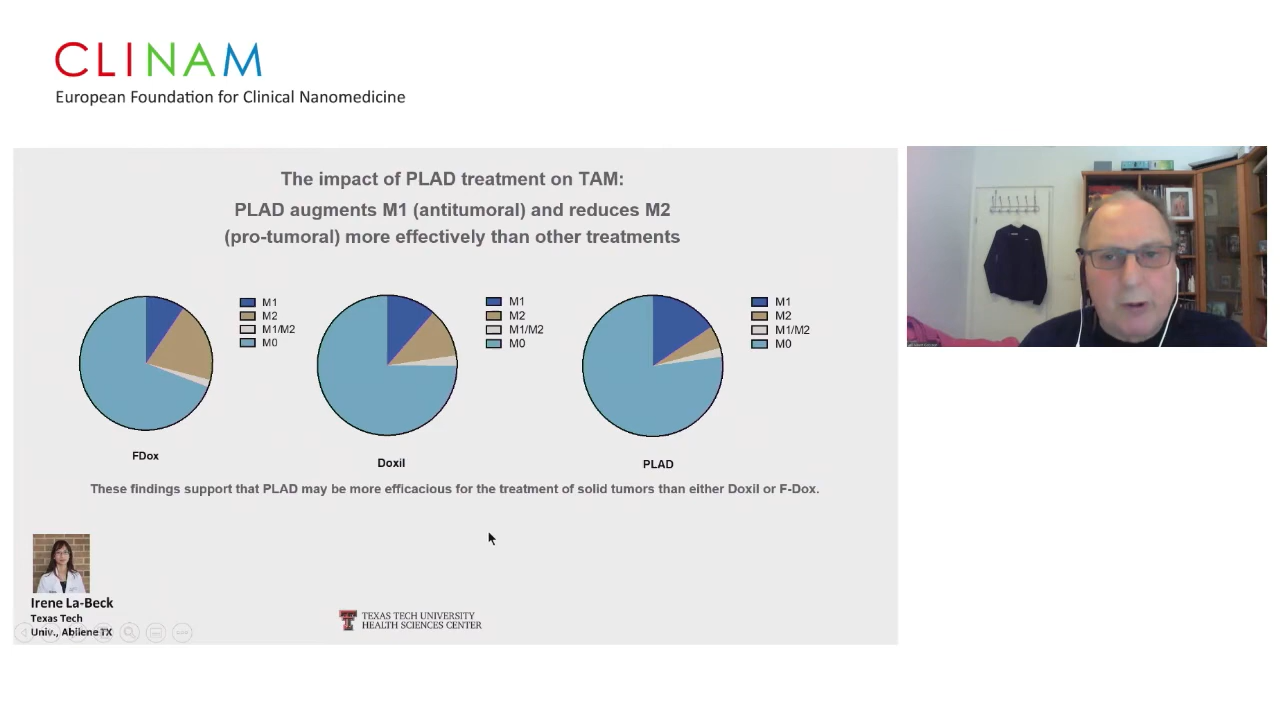 CLINAM
European Foundation for Clinical Nanomedicine
The impact of PLAD treatment on TAM:
PLAD augments M1 (antitumoral) and reduces M2
(pro-tumoral) more effectively than other treatments
M1
M2
M1/M2
M0
FDox
M1
M2
M1/M2
M0
Doxil
M1
M2
M1/M2
M0
PLAD
These findings support that PLAD may be more efficacious for the treatment of solid tumors than either Doxil or F-Dox.
Irene La-Beck
Texas Tech
Univ., Abilene TX
TEXAS TECH UNIVERSITY
HEALTH SCIENCES CENTER